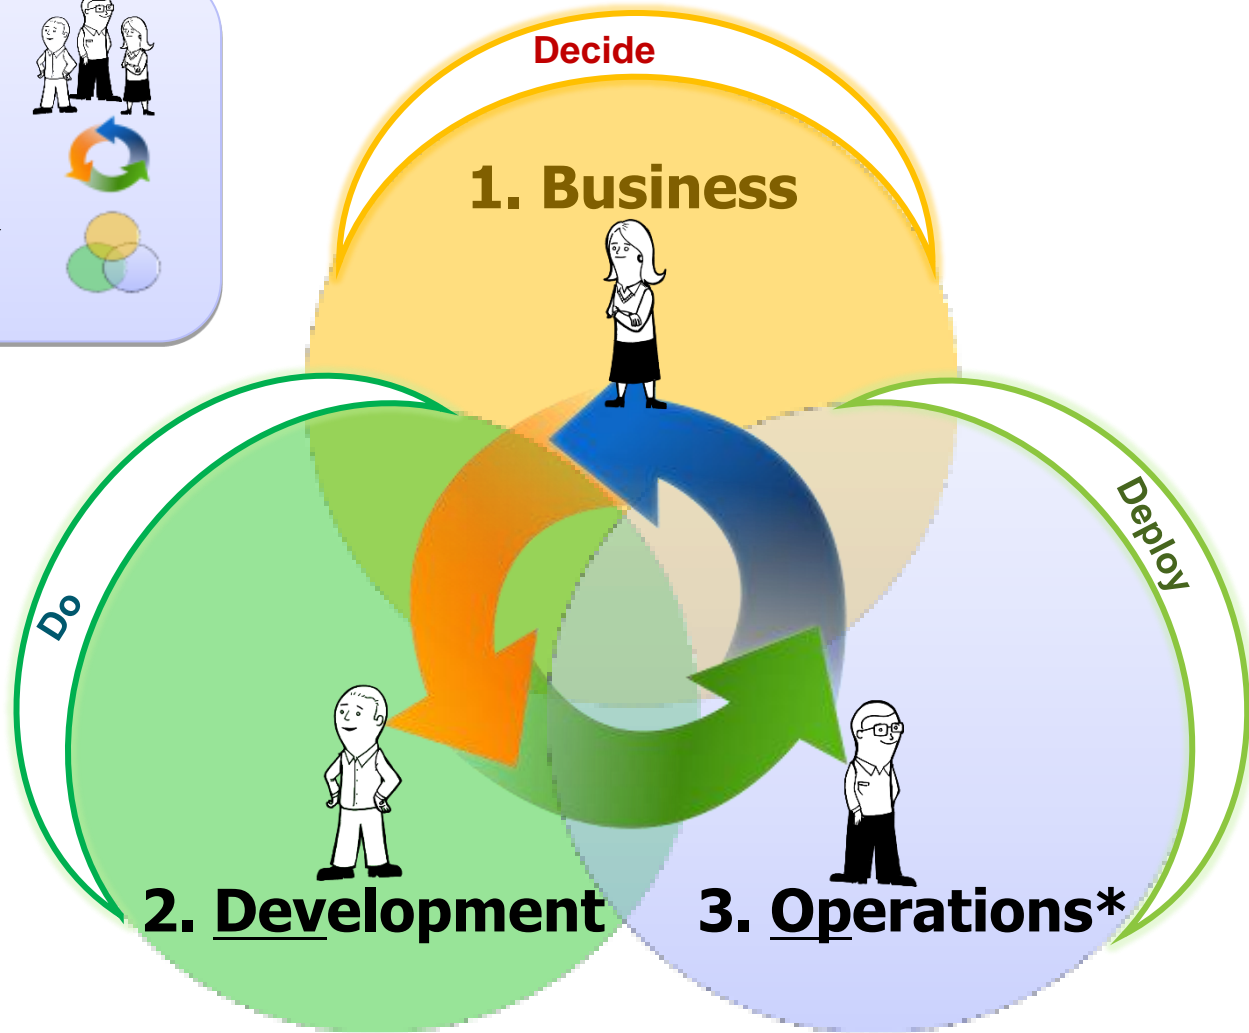 Decide
1. Business
Do
Deploy
2. Development
3. Operations*